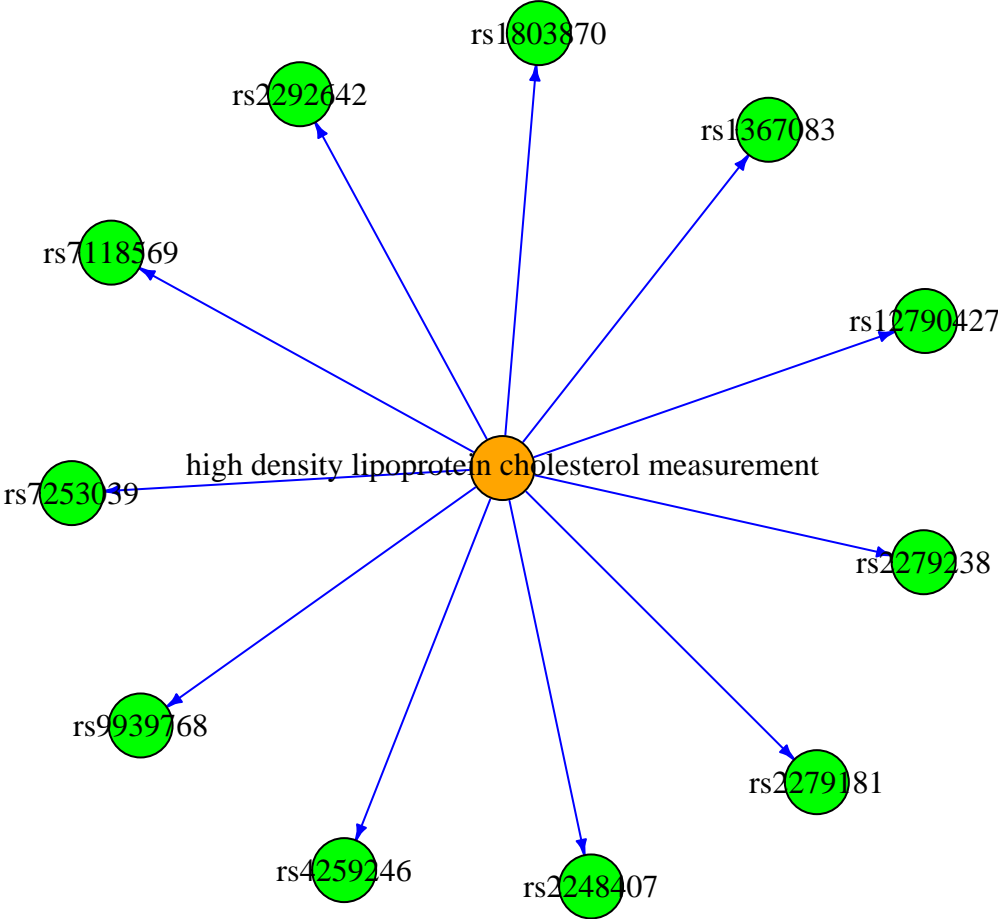 rs1803870
rs2292642
rs1367083
rs7118569
rs12790427
high density lipoprotein cholesterol measurement
rs7253039
rs2279238
rs9939768
rs2279181
rs4259246
rs2248407